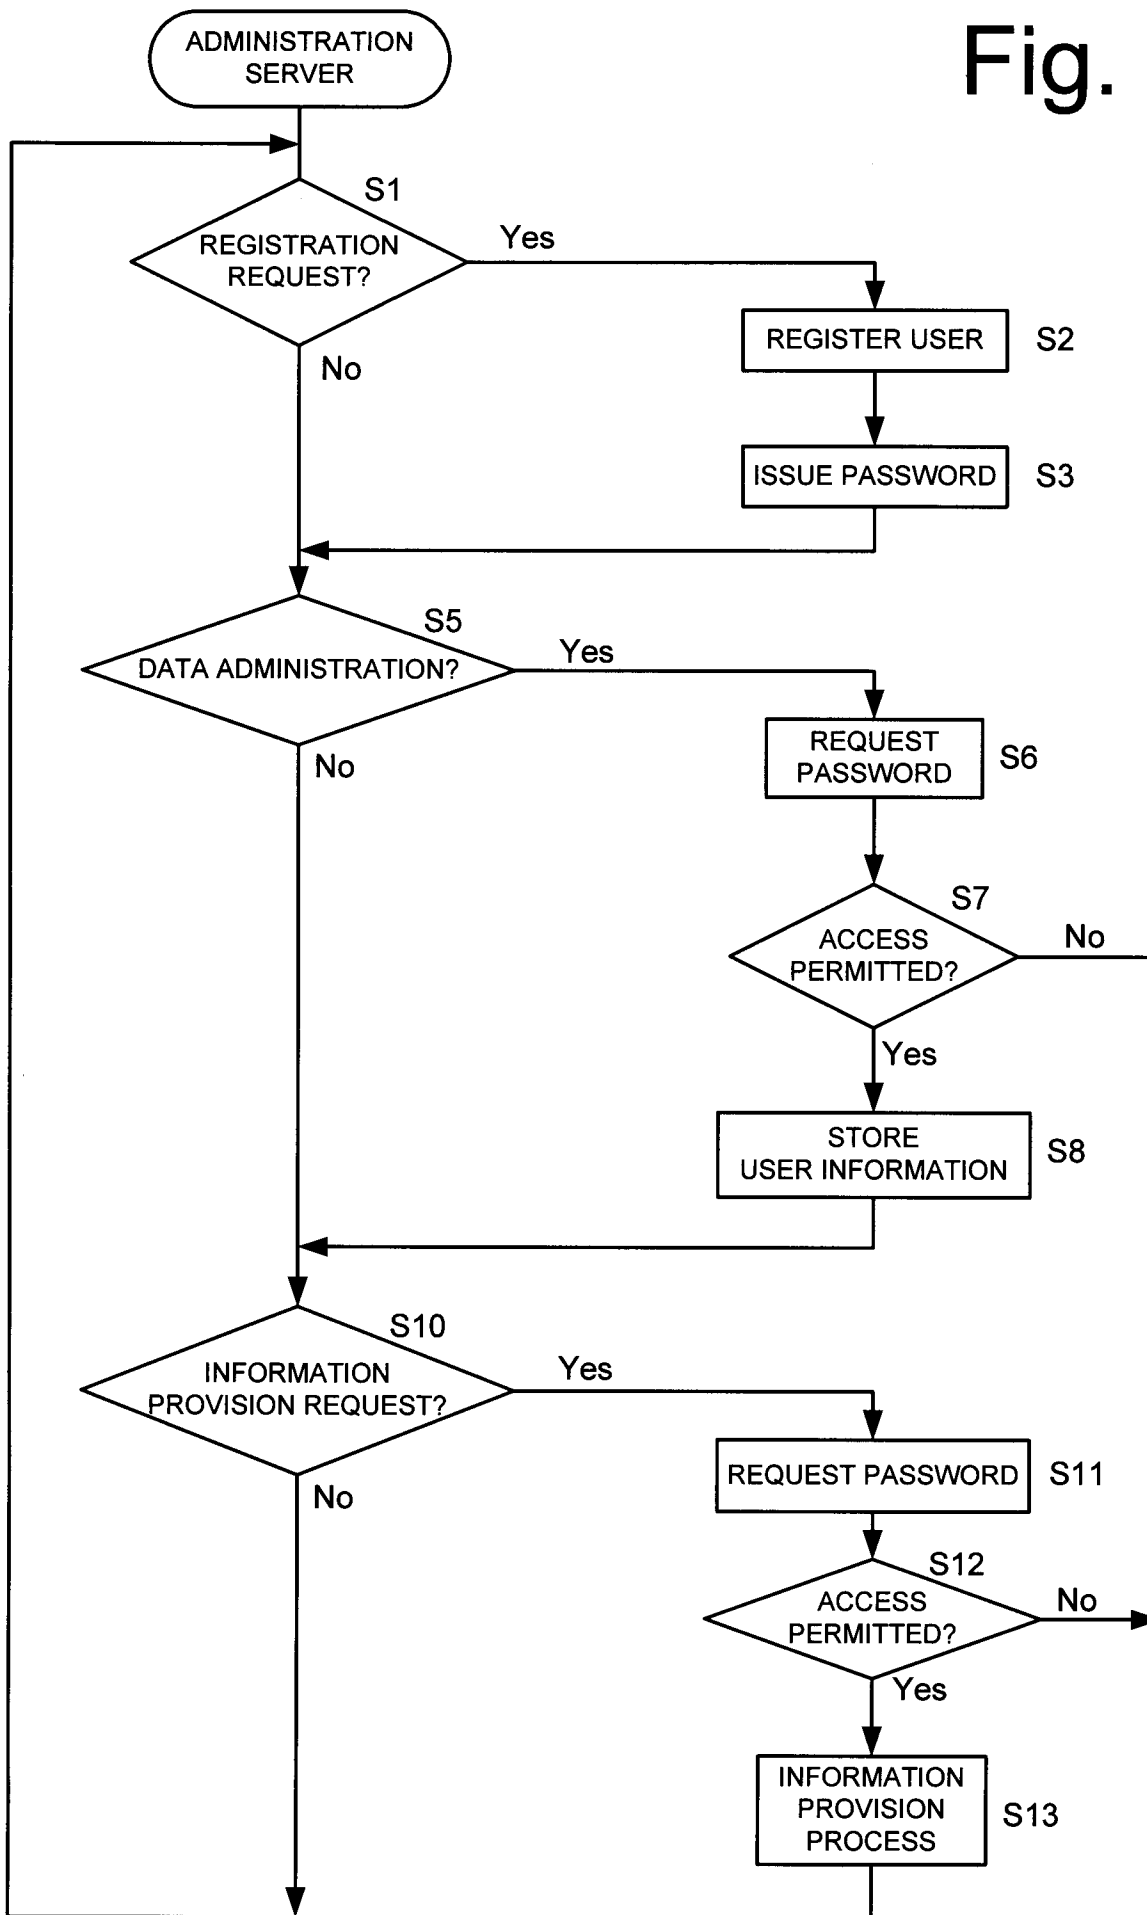 ADMINISTRATION
SERVER
Fig.
S1
REGISTRATION
REQUEST?
Yes
No
REGISTER USER
S2
ISSUE PASSWORD
S3
S5
DATA ADMINISTRATION?
Yes
No
REQUEST
PASSWORD
S6
S7
ACCESS
PERMITTED?
No
Yes
STORE
USER INFORMATION
S8
S10
INFORMATION
PROVISION REQUEST?
Yes
No
REQUEST PASSWORD
S11
S12
ACCESS
PERMITTED?
No
Yes
INFORMATION
PROVISION
PROCESS
S13